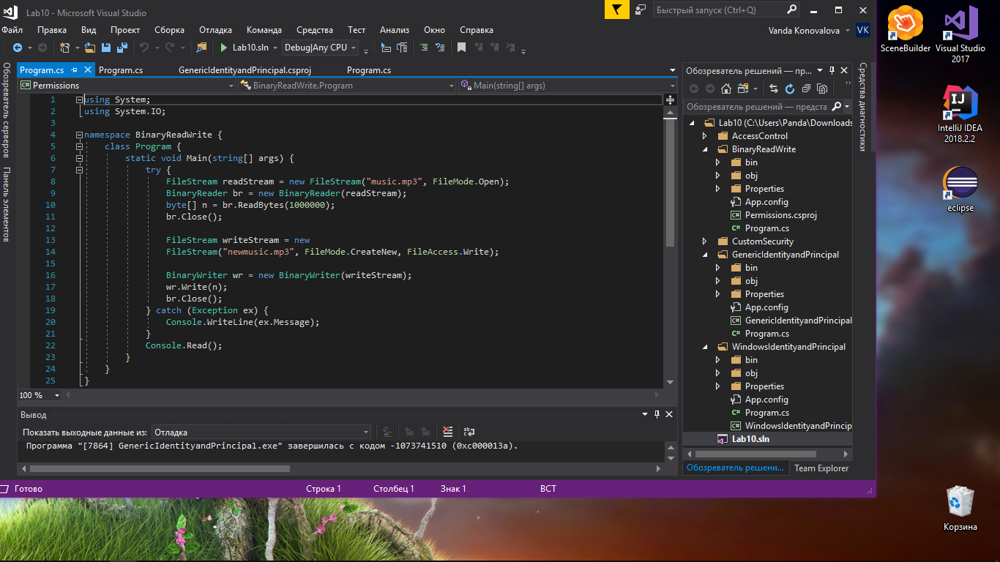 Lab10 - Microsoft Visual Studio
Быстрый запуск (Ctrl+Q)
Файл Правка Вид Проект Сборка Отладка Команда Средства Тест Анализ Окно Справка
Vanda Konovalova VK
Lab10.sln Debug|Any CPU
Обозреватель серверов
Панель элементов
Program.cs Program.cs GenericIdentityandPrincipal.csproj Program.cs
Permissions BinaryReadWrite.Program Main(string[] args)
1 using System;
2 using System.IO;
3
4 namespace BinaryReadWrite {
5 class Program {
6 static void Main(string[] args) {
7 try {
8 FileStream readStream = new FileStream("music.mp3", FileMode.Open);
9 BinaryReader br = new BinaryReader(readStream);
10 byte[] n = br.ReadBytes(1000000);
11 br.Close();
12
13 FileStream writeStream = new
14 FileStream("newmusic.mp3", FileMode.CreateNew, FileAccess.Write);
15
16 BinaryWriter wr = new BinaryWriter(writeStream);
17 wr.Write(n);
18 br.Close();
19 } catch (Exception ex) {
20 Console.WriteLine(ex.Message);
21 }
22 Console.Read();
23 }
24 }
25 }
100 %
Вывод
Показать выходные данные из: Отладка
Программа "[7864] GenericIdentityandPrincipal.exe" завершилась с кодом -1073741510 (0xc000013a).
Обозреватель решений — пр...
Обозреватель решений — предста
Lab10 (C:\Users\Panda\Downloads
AccessControl
BinaryReadWrite
bin
obj
Properties
App.config
C# Permissions.csproj
C# Program.cs
CustomSecurity
GenericIdentityandPrincipal
bin
obj
Properties
App.config
C# GenericIdentityandPrincipal
C# Program.cs
WindowsIdentityandPrincipal
bin
obj
Properties
App.config
C# Program.cs
C# WindowsIdentityandPrincip
Lab10.sln
Обозреватель решени... Team Explorer
Средства диагностики
Готово Строка 1 Столбец 1 Знак 1 ВСТ
SceneBuilder
Visual Studio
2017
IJ
IntelliJ IDEA
2018.2.2
eclipse
Корзина